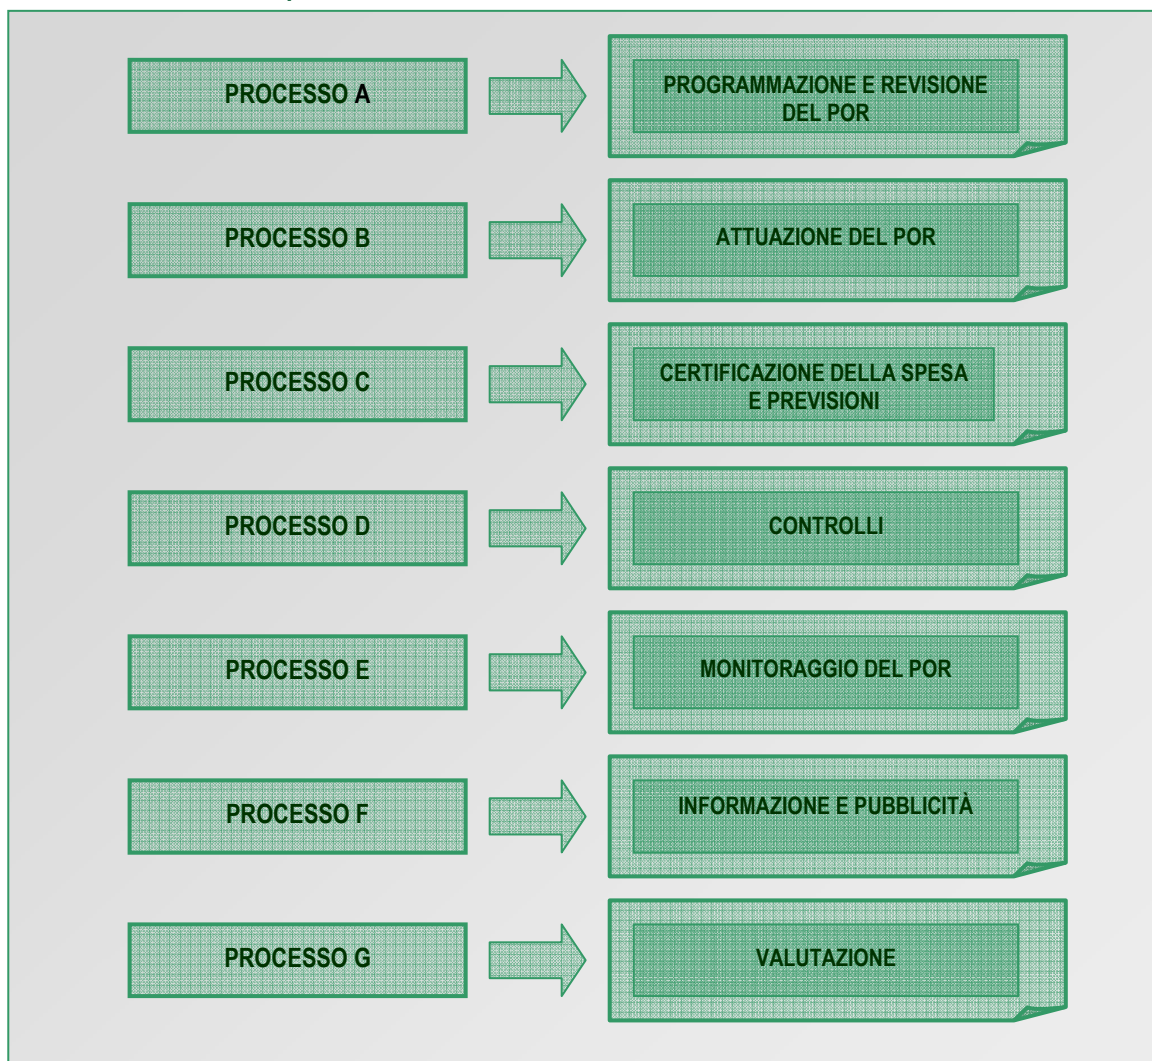 PROCESSO A
PROGRAMMAZIONE E REVISIONE
DEL POR
PROCESSO B
ATTUAZIONE DEL POR
PROCESSO C
CERTIFICAZIONE DELLA SPESA
E PREVISIONI
PROCESSO D
CONTROLLI
PROCESSO E
MONITORAGGIO DEL POR
PROCESSO F
INFORMAZIONE E PUBBLICITÀ
PROCESSO G
VALUTAZIONE